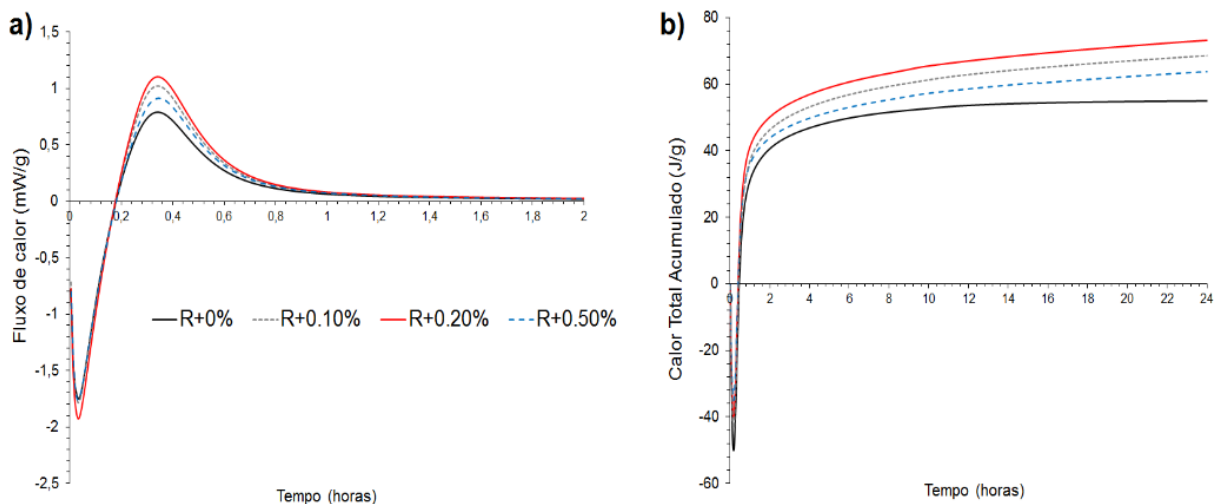 a)
Fluxo de calor (mW/g)
1,5
1
0,5
0
-0,5
-1
-1,5
-2
-2,5
0 0,2 0,4 0,6 0,8 1 1,2 1,4 1,6 1,8 2
R+0% R+0.10% R+0.20% R+0.50%
Tempo (horas)
b)
Calor Total Acumulado (J/g)
80
60
40
20
0
-20
-40
-60
0 2 4 6 8 10 12 14 16 18 20 22 24
Tempo (horas)